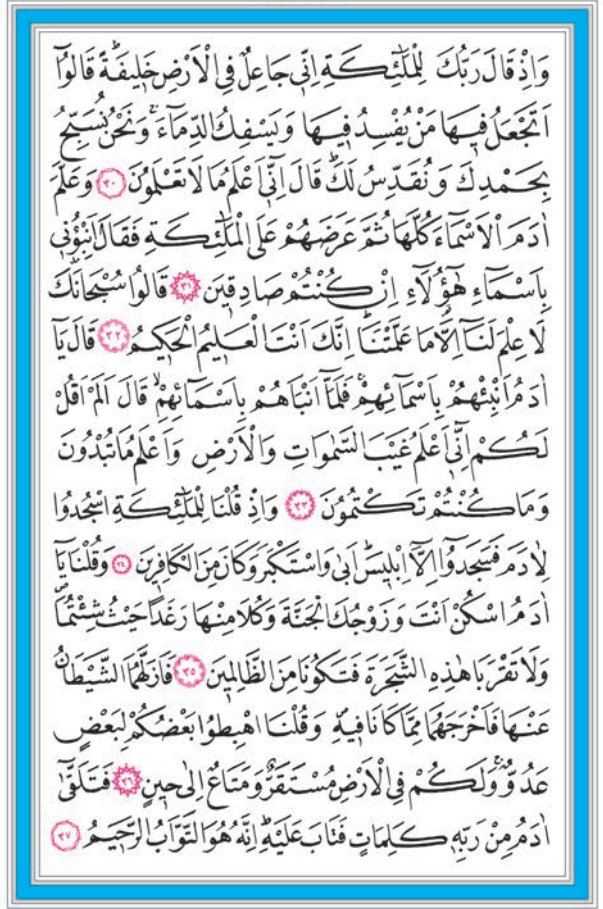 وَاِذْ قَالَ رَبُّكَ لِلْمَلٰٓئِكَةِ اِنّ۪ي جَاعِلٌ فِي الْاَرْضِ خَل۪يفَةًۜ قَالُٓوا
اَتَجْعَلُ ف۪يهَا مَنْ يُفْسِدُ ف۪يهَا وَيَسْفِكُ الدِّمَٓاءَۚ وَنَحْنُ نُسَبِّحُ
بِحَمْدِكَ وَنُقَدِّسُ لَكَۜ قَالَ اِنّ۪ٓي اَعْلَمُ مَا لَا تَعْلَمُونَ ﴿٣٠﴾ وَعَلَّمَ
اٰدَمَ الْاَسْمَٓاءَ كُلَّهَا ثُمَّ عَرَضَهُمْ عَلَى الْمَلٰٓئِكَةِ فَقَالَ اَنْبِؤُ۫ن۪ي
بِاَسْمَٓاءِ هٰٓؤُ۬لَٓاءِ اِنْ كُنْتُمْ صَادِق۪ينَ ﴿٣١﴾ قَالُوا سُبْحَانَكَ
لَا عِلْمَ لَنَٓا اِلَّا مَا عَلَّمْتَنَاۜ اِنَّكَ اَنْتَ الْعَل۪يمُ الْحَك۪يمُ ﴿٣٢﴾ قَالَ يَٓا
اٰدَمُ اَنْبِئْهُمْ بِاَسْمَٓائِهِمْۚ فَلَمَّٓا اَنْبَاَهُمْ بِاَسْمَٓائِهِمْۙ قَالَ اَلَمْ اَقُلْ
لَكُمْ اِنّ۪ٓي اَعْلَمُ غَيْبَ السَّمٰوَاتِ وَالْاَرْضِ وَاَعْلَمُ مَا تُبْدُونَ
وَمَا كُنْتُمْ تَكْتُمُونَ ﴿٣٣﴾ وَاِذْ قُلْنَا لِلْمَلٰٓئِكَةِ اسْجُدُوا
لِاٰدَمَ فَسَجَدُٓوا اِلَّٓا اِبْل۪يسَۜ اَبٰى وَاسْتَكْبَرَ وَكَانَ مِنَ الْكَافِر۪ينَ ﴿٣٤﴾ وَقُلْنَا يَٓا
اٰدَمُ اسْكُنْ اَنْتَ وَزَوْجُكَ الْجَنَّةَ وَكُلَا مِنْهَا رَغَداً حَيْثُ شِئْتُمَاۖ
وَلَا تَقْرَبَا هٰذِهِ الشَّجَرَةَ فَتَكُونَا مِنَ الظَّالِم۪ينَ ﴿٣٥﴾ فَاَزَلَّهُمَا الشَّيْطَانُ
عَنْهَا فَاَخْرَجَهُمَا مِمَّا كَانَا ف۪يهِۖ وَقُلْنَا اهْبِطُوا بَعْضُكُمْ لِبَعْضٍ
عَدُوٌّۚ وَلَكُمْ فِي الْاَرْضِ مُسْتَقَرٌّ وَمَتَاعٌ اِلٰى ح۪ينٍ ﴿٣٦﴾ فَتَلَقّٰٓى
اٰدَمُ مِنْ رَبِّه۪ كَلِمَاتٍ فَتَابَ عَلَيْهِۜ اِنَّهُ هُوَ التَّوَّابُ الرَّح۪يمُ ﴿٣٧﴾